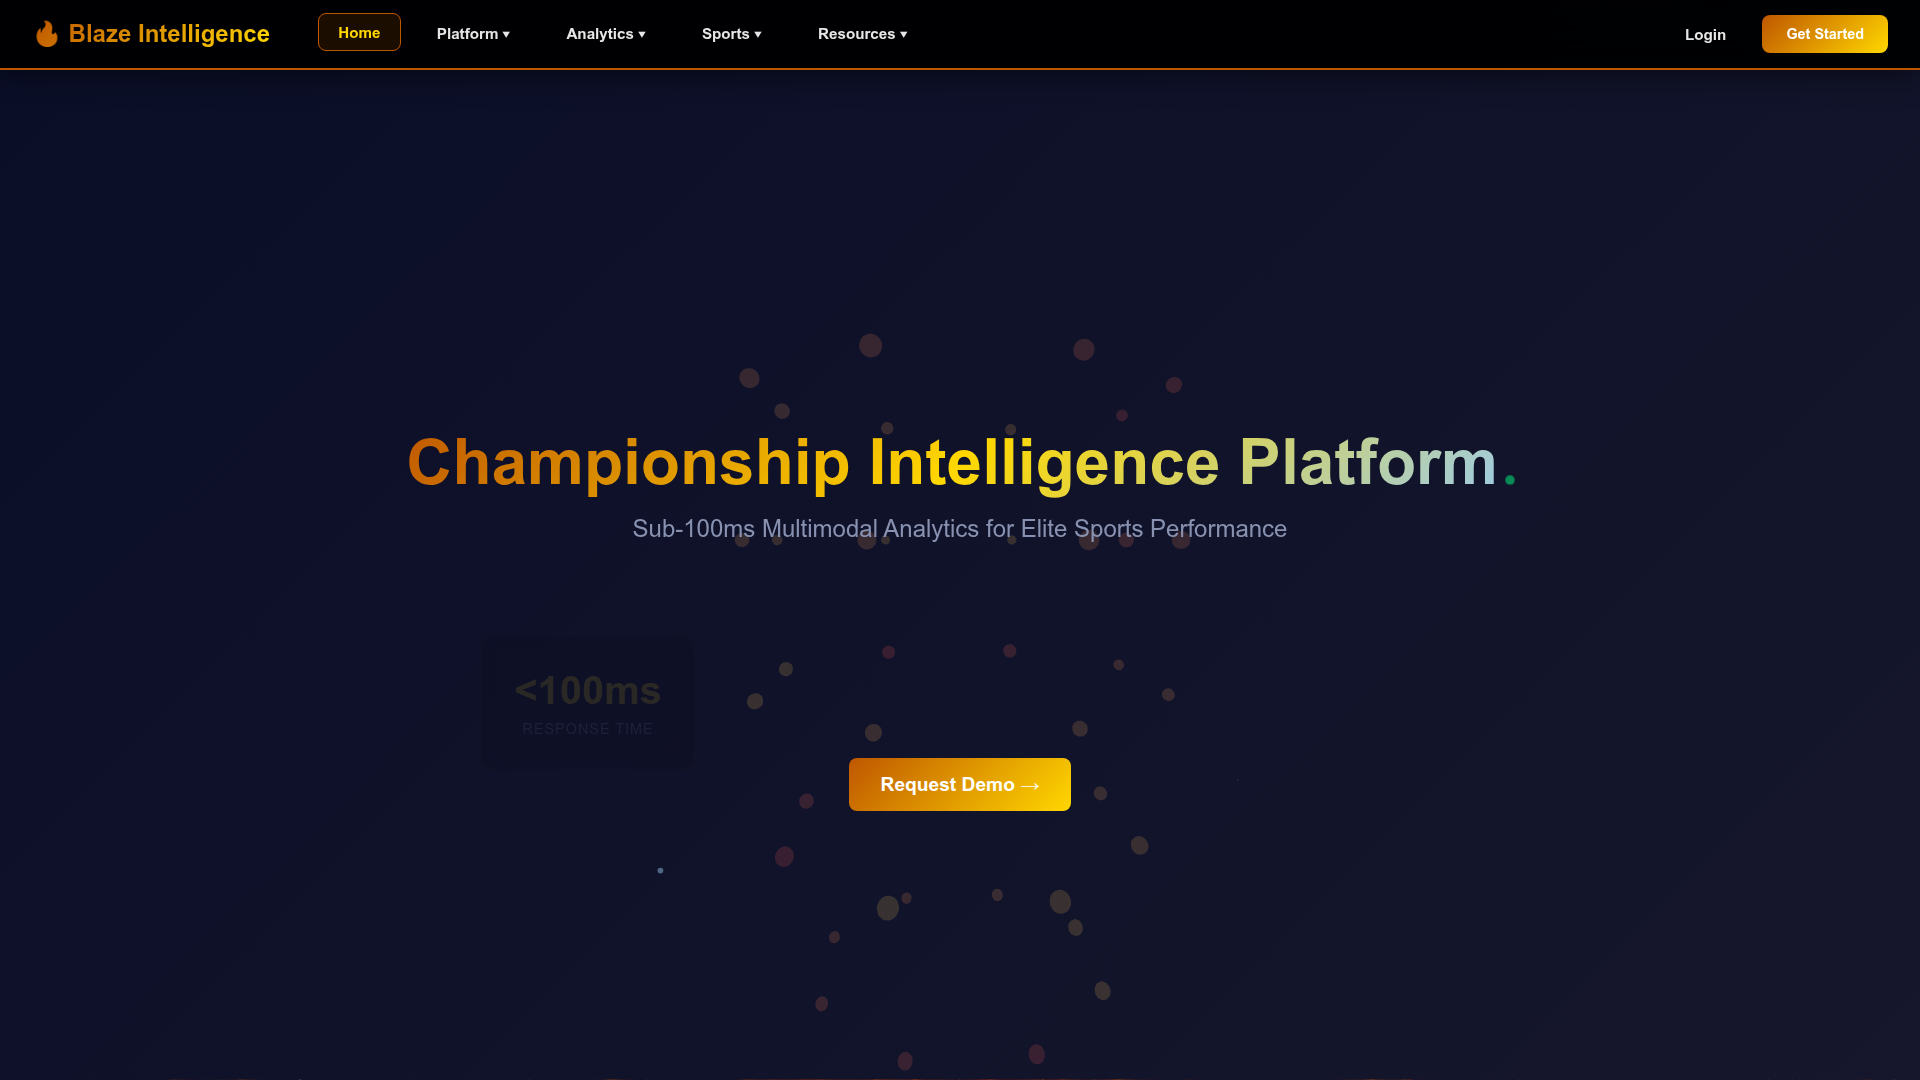 🔥 Blaze Intelligence
Home
Platform ▾
Analytics ▾
Sports ▾
Resources ▾
Login
Get Started
Championship Intelligence Platform.
Sub-100ms Multimodal Analytics for Elite Sports Performance
<100ms
RESPONSE TIME
Request Demo →